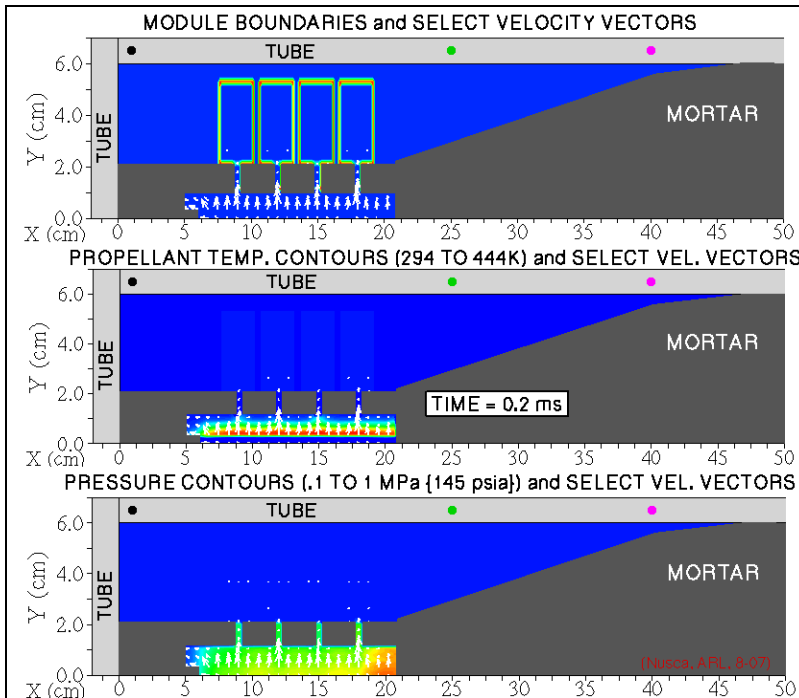 MODULE BOUNDARIES and SELECT VELOCITY VECTORS
TUBE
6.0
4.0
2.0
0.0
Y (cm)
TUBE
MORTAR
X (cm) 0 5 10 15 20 25 30 35 40 45 50
PROPELLANT TEMP. CONTOURS (294 TO 444K) and SELECT VEL. VECTORS
TUBE
6.0
4.0
2.0
0.0
Y (cm)
TUBE
MORTAR
TIME = 0.2 ms
X (cm) 0 5 10 15 20 25 30 35 40 45 50
PRESSURE CONTOURS (.1 TO 1 MPa {145 psia}) and SELECT VEL. VECTORS
TUBE
6.0
4.0
2.0
0.0
Y (cm)
TUBE
MORTAR
(Nusca, ARL, 8-07)
X (cm) 0 5 10 15 20 25 30 35 40 45 50